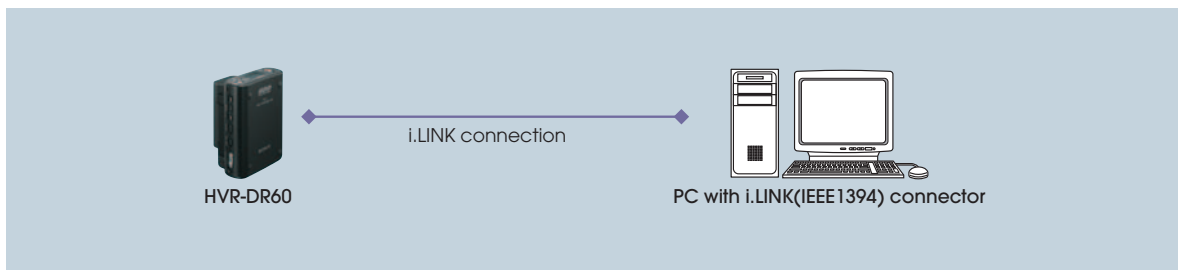 i.LINK connection
HVR-DR60
PC with i.LINK(IEEE1394) connector